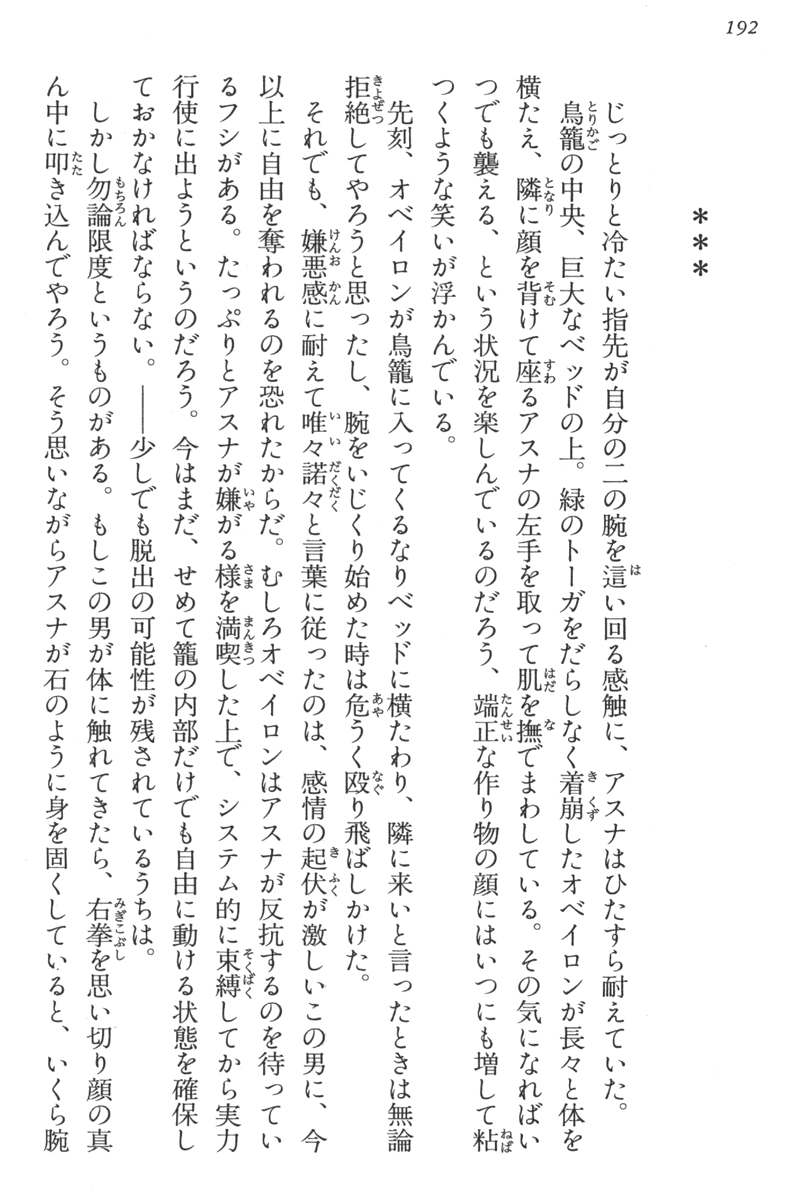 192
***
じっとりと冷たい指先が自分の二の腕を這い回る感触に、アスナはひたすら耐えていた。
鳥籠の中央、巨大なベッドの上。緑のトーガをだらしなく着崩したオベイロンが長々と体を
横たえ、隣に顔を背けて座るアスナの左手を取って肌を撫でまわしている。その気になればい
つでも襲える、という状況を楽しんでいるのだろう、端正な作り物の顔にはいつにも増して粘
つくような笑いが浮かんでいる。
先刻、オベイロンが鳥籠に入ってくるなりベッドに横たわり、隣に来いと言ったときは無論
拒絶してやろうと思ったし、腕をいじくり始めた時は危うく殴り飛ばしかけた。
それでも、嫌悪感に耐えて唯々諾々と言葉に従ったのは、感情の起伏が激しいこの男に、今
以上に自由を奪われるのを恐れたからだ。むしろオベイロンはアスナが反抗するのを待ってい
るフシがある。たっぷりとアスナが嫌がる様を満喫した上で、システム的に束縛してから実力
行使に出ようというのだろう。今はまだ、せめて籠の内部だけでも自由に動ける状態を確保し
ておかなければならない。――少しでも脱出の可能性が残されているうちは。
しかし勿論限度というものがある。もしこの男が体に触れてきたら、右拳を思い切り顔の真
ん中に叩き込んでやろう。そう思いながらアスナが石のように身を固くしていると、いくら腕